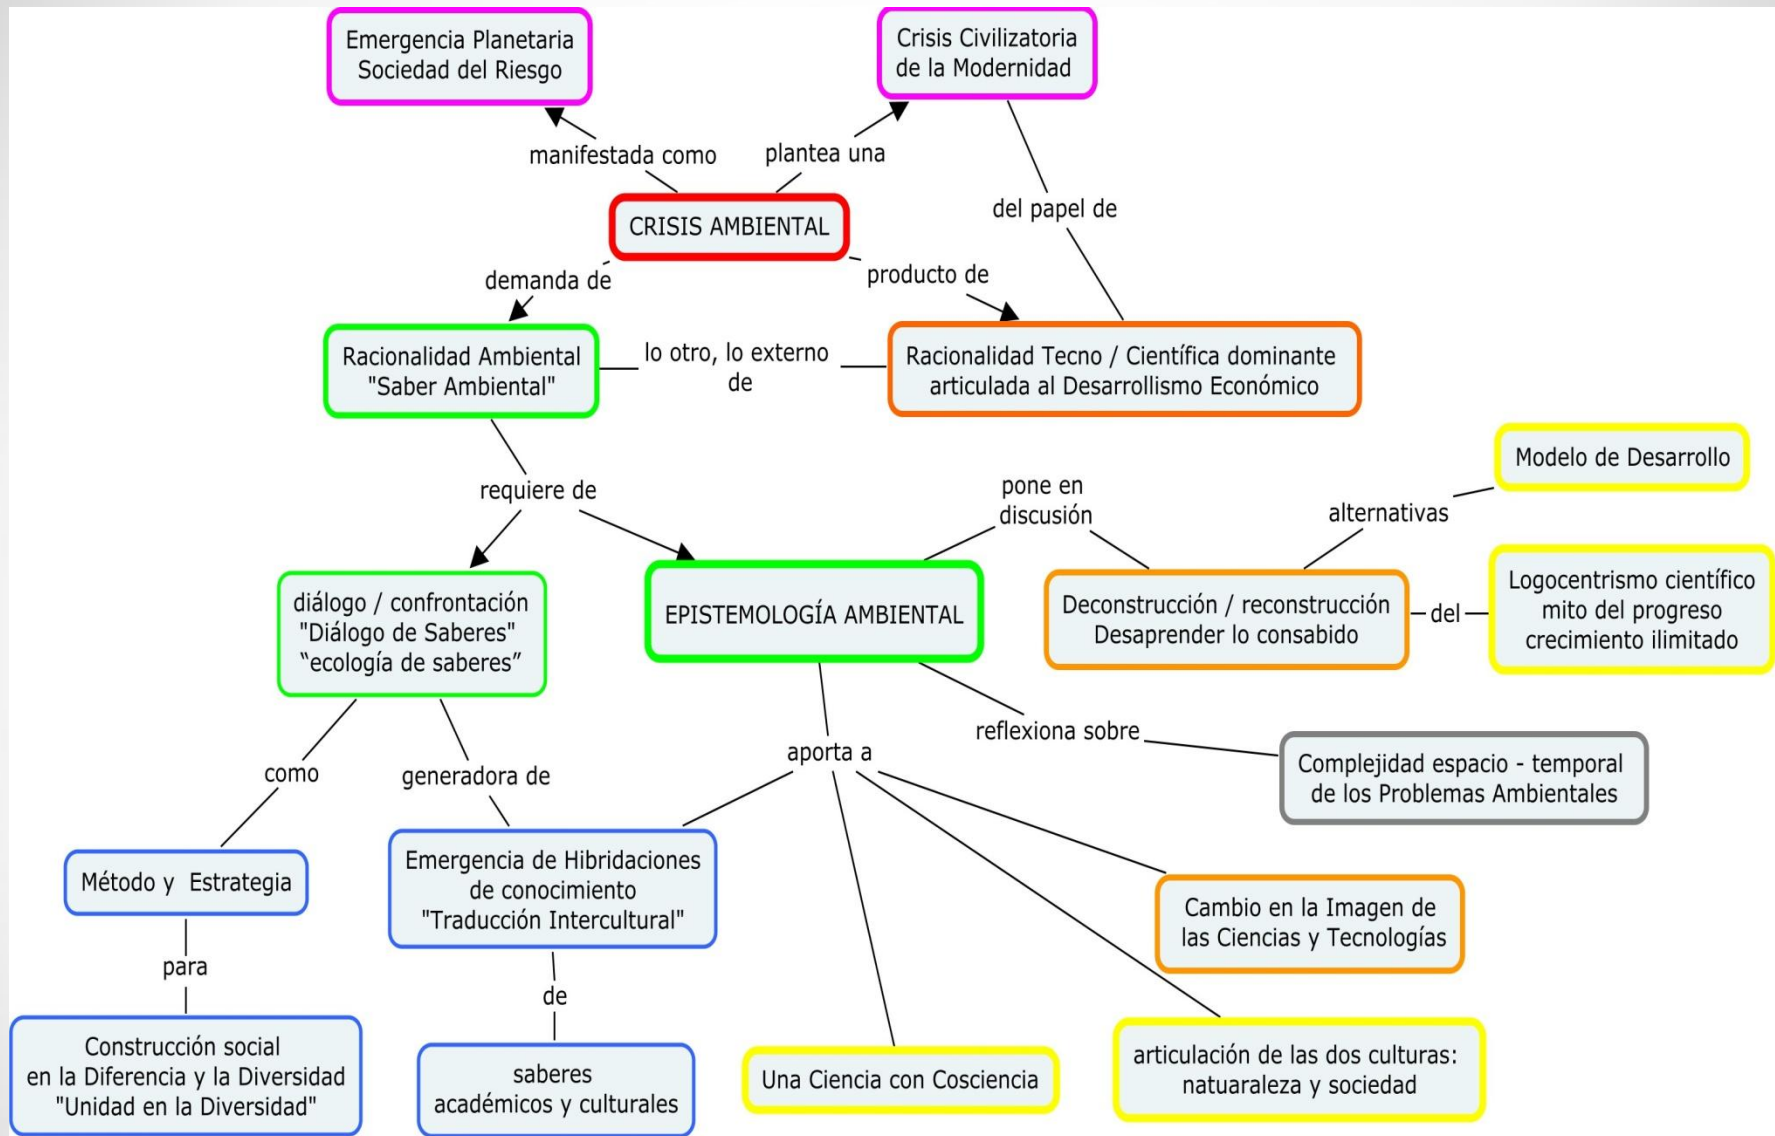 Emergencia Planetaria
Sociedad del Riesgo
Crisis Civilizatoria
de la Modernidad
manifestada como
plantea una
CRISIS AMBIENTAL
del papel de
demanda de
producto de
Racionalidad Ambiental
"Saber Ambiental"
lo otro, lo externo
de
Racionalidad Tecno / Científica dominante
articulada al Desarrollismo Económico
requiere de
pone en
discusión
alternativas
Modelo de Desarrollo
diálogo / confrontación
"Diálogo de Saberes"
“ecología de saberes”
EPISTEMOLOGÍA AMBIENTAL
Deconstrucción / reconstrucción
Desaprender lo consabido
del
Logocentrismo científico
mito del progreso
crecimiento ilimitado
reflexiona sobre
Complejidad espacio - temporal
de los Problemas Ambientales
como
generadora de
aporta a
Método y Estrategia
Emergencia de Hibridaciones
de conocimiento
"Traducción Intercultural"
Cambio en la Imagen de
las Ciencias y Tecnologías
para
de
Construcción social
en la Diferencia y la Diversidad
"Unidad en la Diversidad"
saberes
académicos y culturales
Una Ciencia con Cosciencia
articulación de las dos culturas:
natuaraleza y sociedad